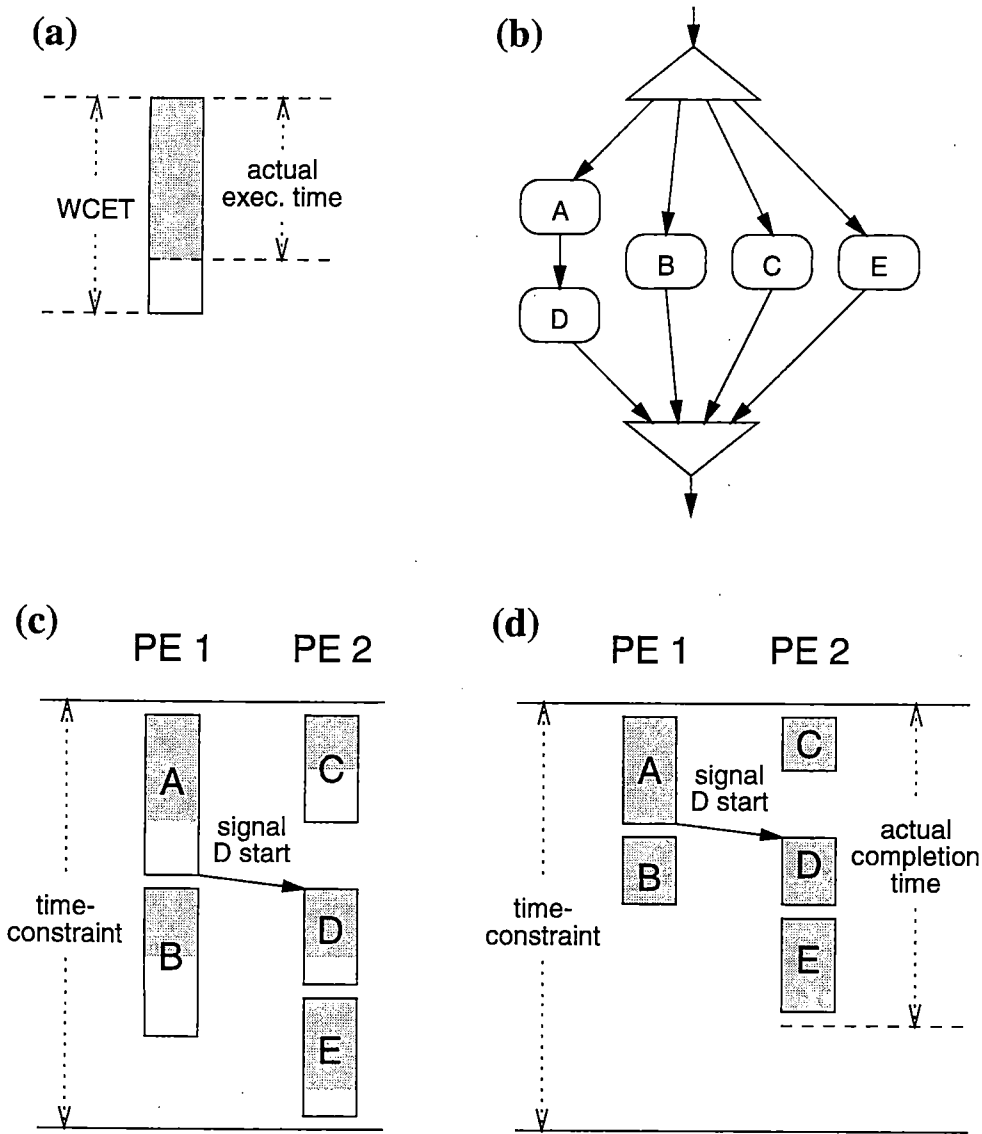 (a)
WCET
actual
exec. time
(b)
A
B
C
E
D
(c)
PE 1
PE 2
A
C
signal
D start
time-
constraint
B
D
E
(d)
PE 1
PE 2
C
A
signal
D start
B
D
actual
completion
time
time-
constraint
E